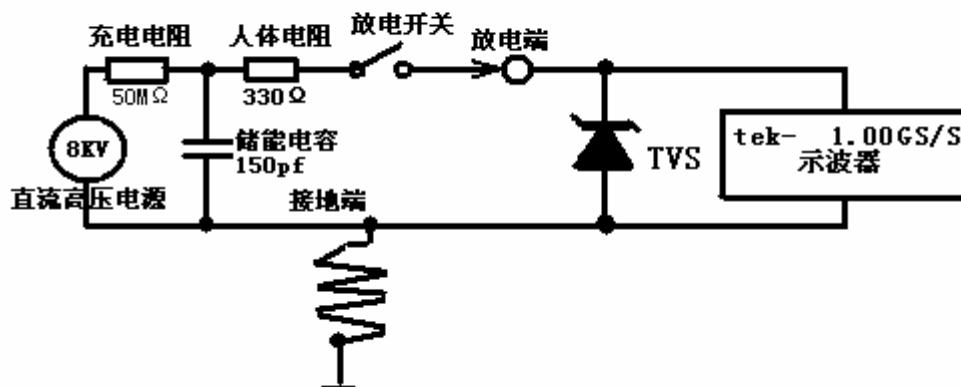 充电电阻
50MΩ
人体电阻
330Ω
放电开关
放电端
8KV
直流高压电源
储能电容
150pf
接地端
TVS
tek- 1.00GS/S
示波器